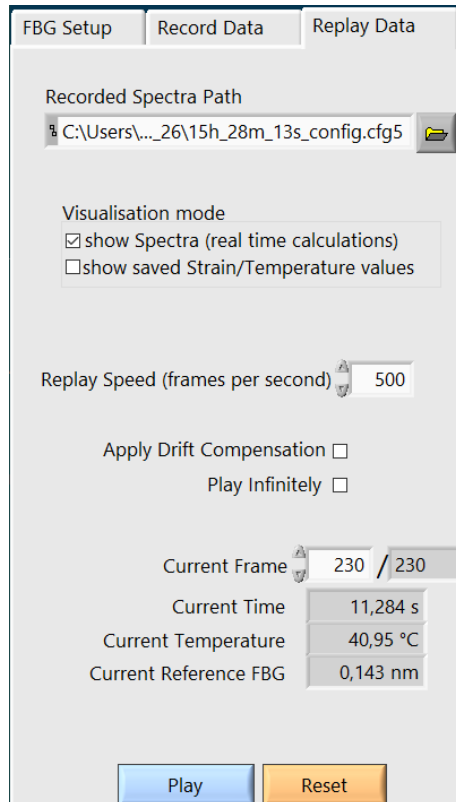 FBG Setup Record Data Replay Data
Recorded Spectra Path
C:\Users\..._26\15h_28m_13s_config.cfg5
Visualisation mode
show Spectra (real time calculations)
show saved Strain/Temperature values
Replay Speed (frames per second) 500
Apply Drift Compensation
Play Infinitely
Current Frame 230 / 230
Current Time 11,284 s
Current Temperature 40,95 °C
Current Reference FBG 0,143 nm
Play Reset